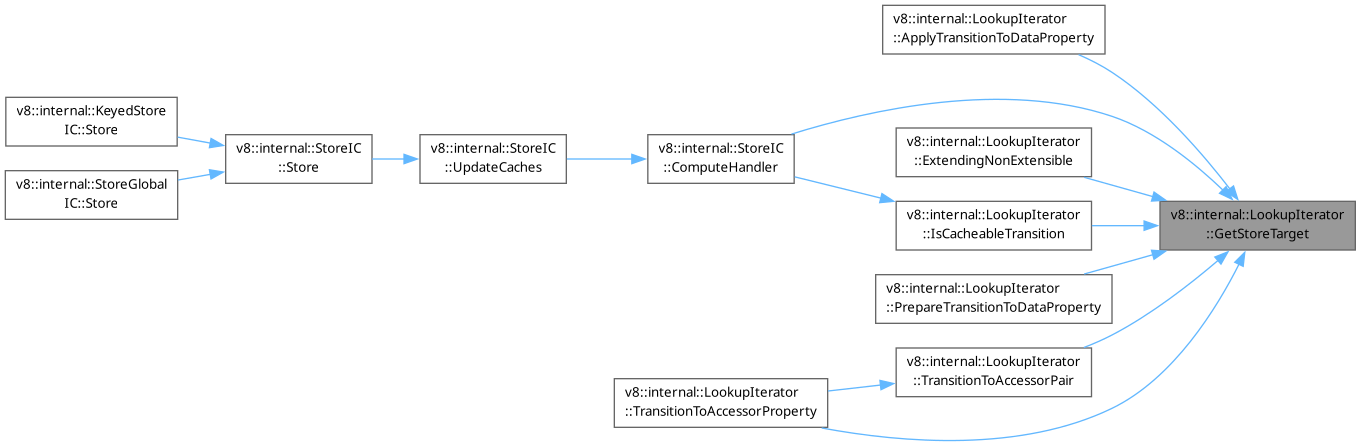 v8::internal::LookupIterator
::ApplyTransitionToDataProperty
v8::internal::KeyedStore
IC::Store
v8::internal::StoreGlobal
IC::Store
v8::internal::StoreIC
::Store
v8::internal::StoreIC
::UpdateCaches
v8::internal::StoreIC
::ComputeHandler
v8::internal::LookupIterator
::ExtendingNonExtensible
v8::internal::LookupIterator
::IsCacheableTransition
v8::internal::LookupIterator
::GetStoreTarget
v8::internal::LookupIterator
::PrepareTransitionToDataProperty
v8::internal::LookupIterator
::TransitionToAccessorPair
v8::internal::LookupIterator
::TransitionToAccessorProperty